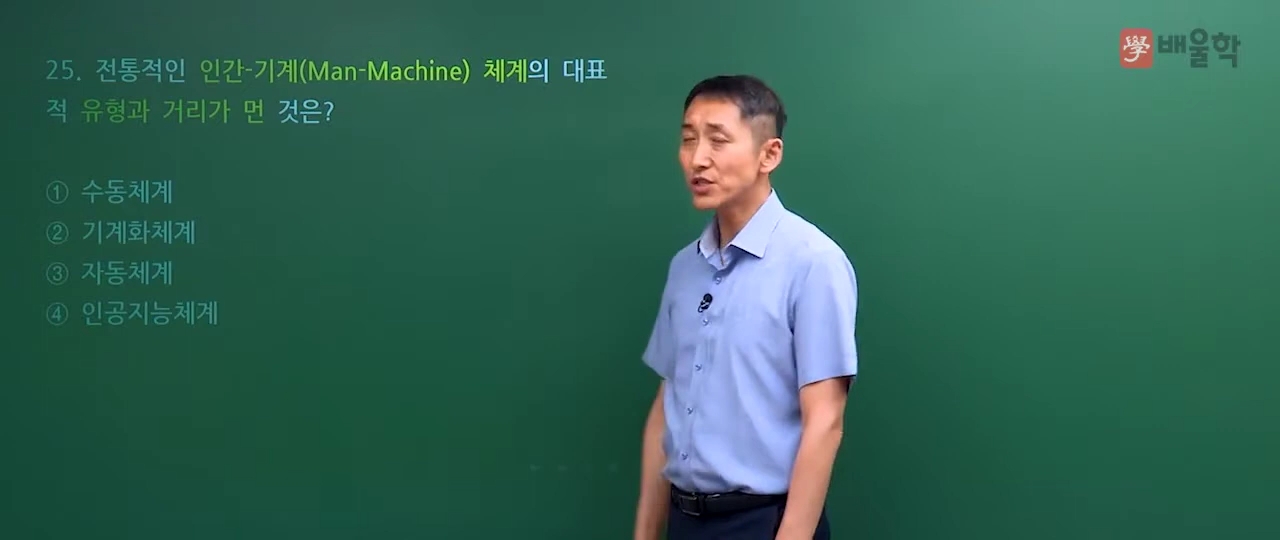 學 배울학
25. 전통적인 인간-기계(Man-Machine) 체계의 대표
적 유형과 거리가 먼 것은?
① 수동체계
② 기계화체계
③ 자동체계
④ 인공지능체계